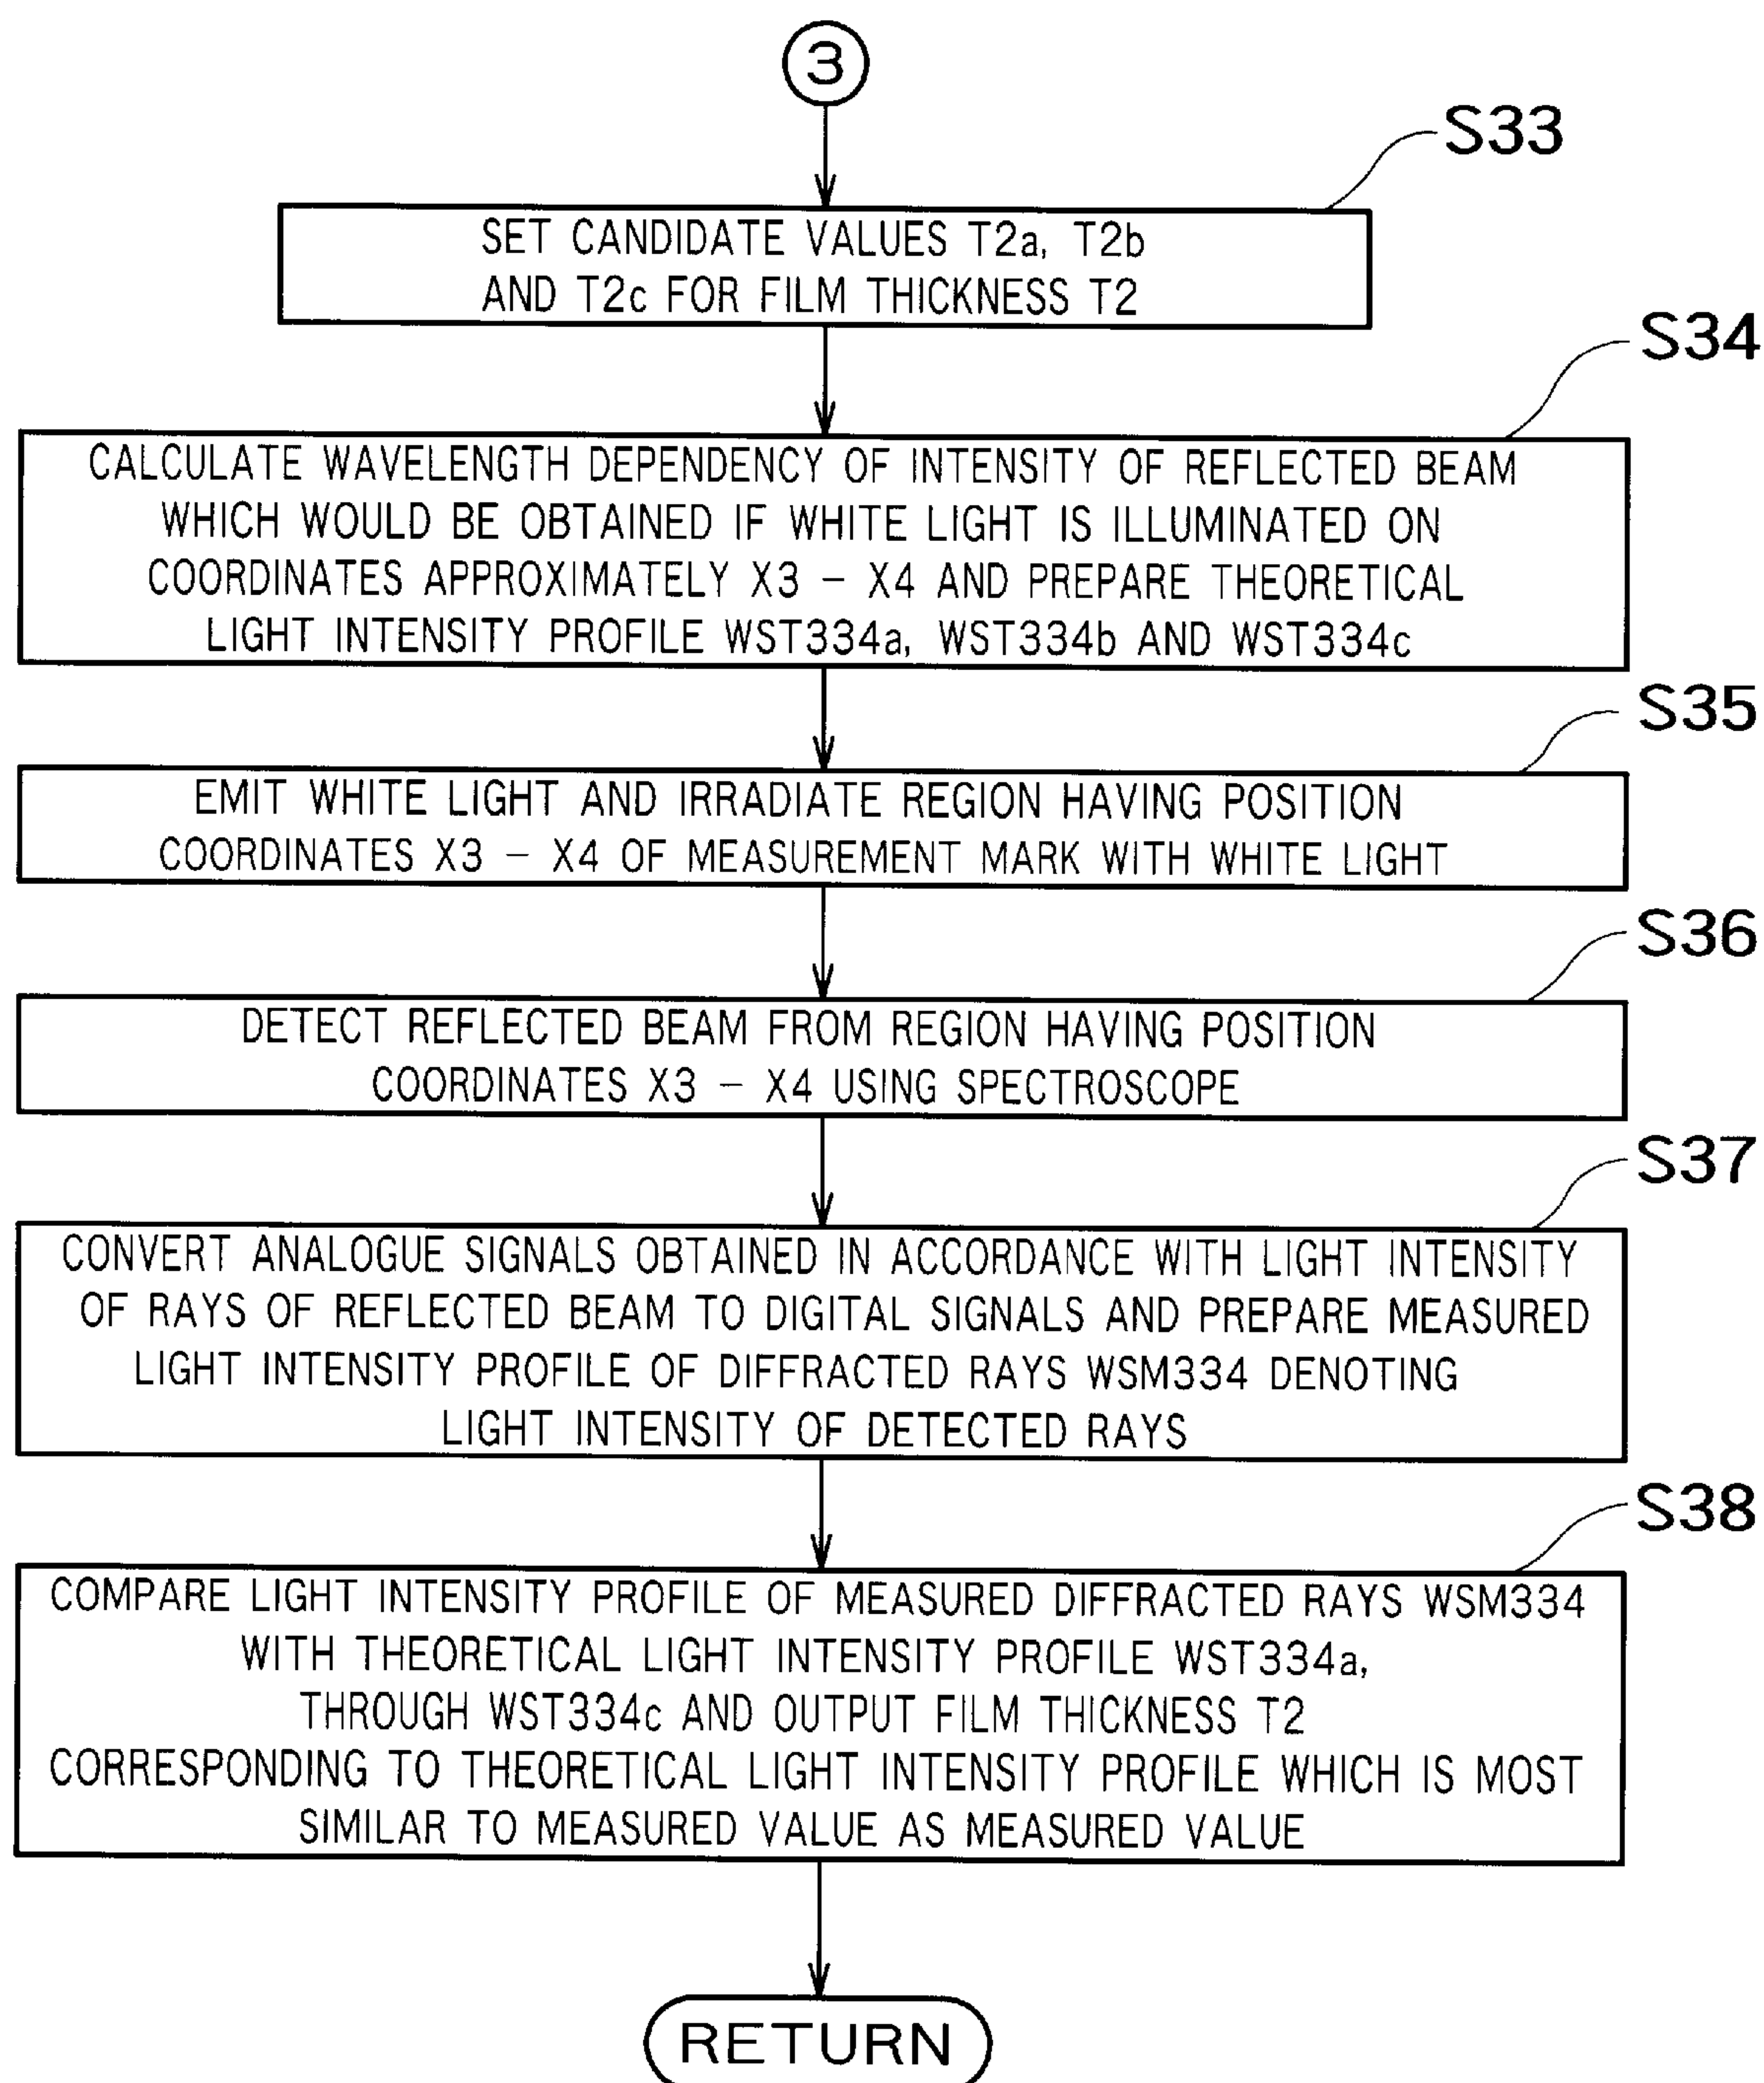 3
S33
SET CANDIDATE VALUES T2a, T2b
AND T2c FOR FILM THICKNESS T2
S34
CALCULATE WAVELENGTH DEPENDENCY OF INTENSITY OF REFLECTED BEAM
WHICH WOULD BE OBTAINED IF WHITE LIGHT IS ILLUMINATED ON
COORDINATES APPROXIMATELY X3 – X4 AND PREPARE THEORETICAL
LIGHT INTENSITY PROFILE WST334a, WST334b AND WST334c
S35
EMIT WHITE LIGHT AND IRRADIATE REGION HAVING POSITION
COORDINATES X3 – X4 OF MEASUREMENT MARK WITH WHITE LIGHT
S36
DETECT REFLECTED BEAM FROM REGION HAVING POSITION
COORDINATES X3 – X4 USING SPECTROSCOPE
S37
CONVERT ANALOGUE SIGNALS OBTAINED IN ACCORDANCE WITH LIGHT INTENSITY
OF RAYS OF REFLECTED BEAM TO DIGITAL SIGNALS AND PREPARE MEASURED
LIGHT INTENSITY PROFILE OF DIFFRACTED RAYS WSM334 DENOTING
LIGHT INTENSITY OF DETECTED RAYS
S38
COMPARE LIGHT INTENSITY PROFILE OF MEASURED DIFFRACTED RAYS WSM334
WITH THEORETICAL LIGHT INTENSITY PROFILE WST334a,
THROUGH WST334c AND OUTPUT FILM THICKNESS T2
CORRESPONDING TO THEORETICAL LIGHT INTENSITY PROFILE WHICH IS MOST
SIMILAR TO MEASURED VALUE AS MEASURED VALUE
RETURN